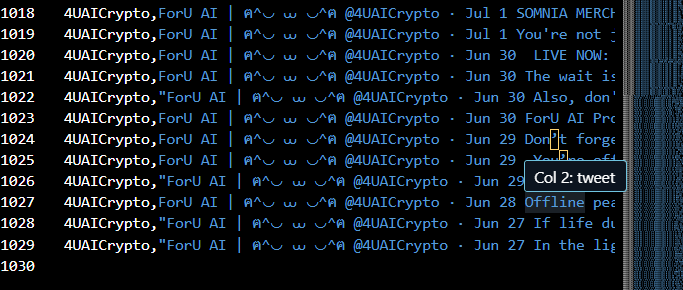 1018 4UAICrypto,ForU AI | ฅ^◡ ω ◡^ฅ @4UAICrypto · Jul 1 SOMNIA MERCH
1019 4UAICrypto,ForU AI | ฅ^◡ ω ◡^ฅ @4UAICrypto · Jul 1 You're not
1020 4UAICrypto,ForU AI | ฅ^◡ ω ◡^ฅ @4UAICrypto · Jun 30 LIVE NOW:
1021 4UAICrypto,ForU AI | ฅ^◡ ω ◡^ฅ @4UAICrypto · Jun 30 The wait is
1022 4UAICrypto,"ForU AI | ฅ^◡ ω ◡^ฅ @4UAICrypto · Jun 30 Also, don'
1023 4UAICrypto,ForU AI | ฅ^◡ ω ◡^ฅ @4UAICrypto · Jun 30 ForU AI Pro
1024 4UAICrypto,ForU AI | ฅ^◡ ω ◡^ฅ @4UAICrypto · Jun 29 Don’t forge
1025 4UAICrypto,ForU AI | ฅ^◡ ω ◡^ฅ @4UAICrypto · Jun 29
1026 4UAICrypto,"ForU AI | ฅ^◡ ω ◡^ฅ @4UAICrypto · Jun 29
Col 2: tweet
1027 4UAICrypto,"ForU AI | ฅ^◡ ω ◡^ฅ @4UAICrypto · Jun 28 Offline pea
1028 4UAICrypto,"ForU AI | ฅ^◡ ω ◡^ฅ @4UAICrypto · Jun 27 If life du
1029 4UAICrypto,"ForU AI | ฅ^◡ ω ◡^ฅ @4UAICrypto · Jun 27 In the lig
1030